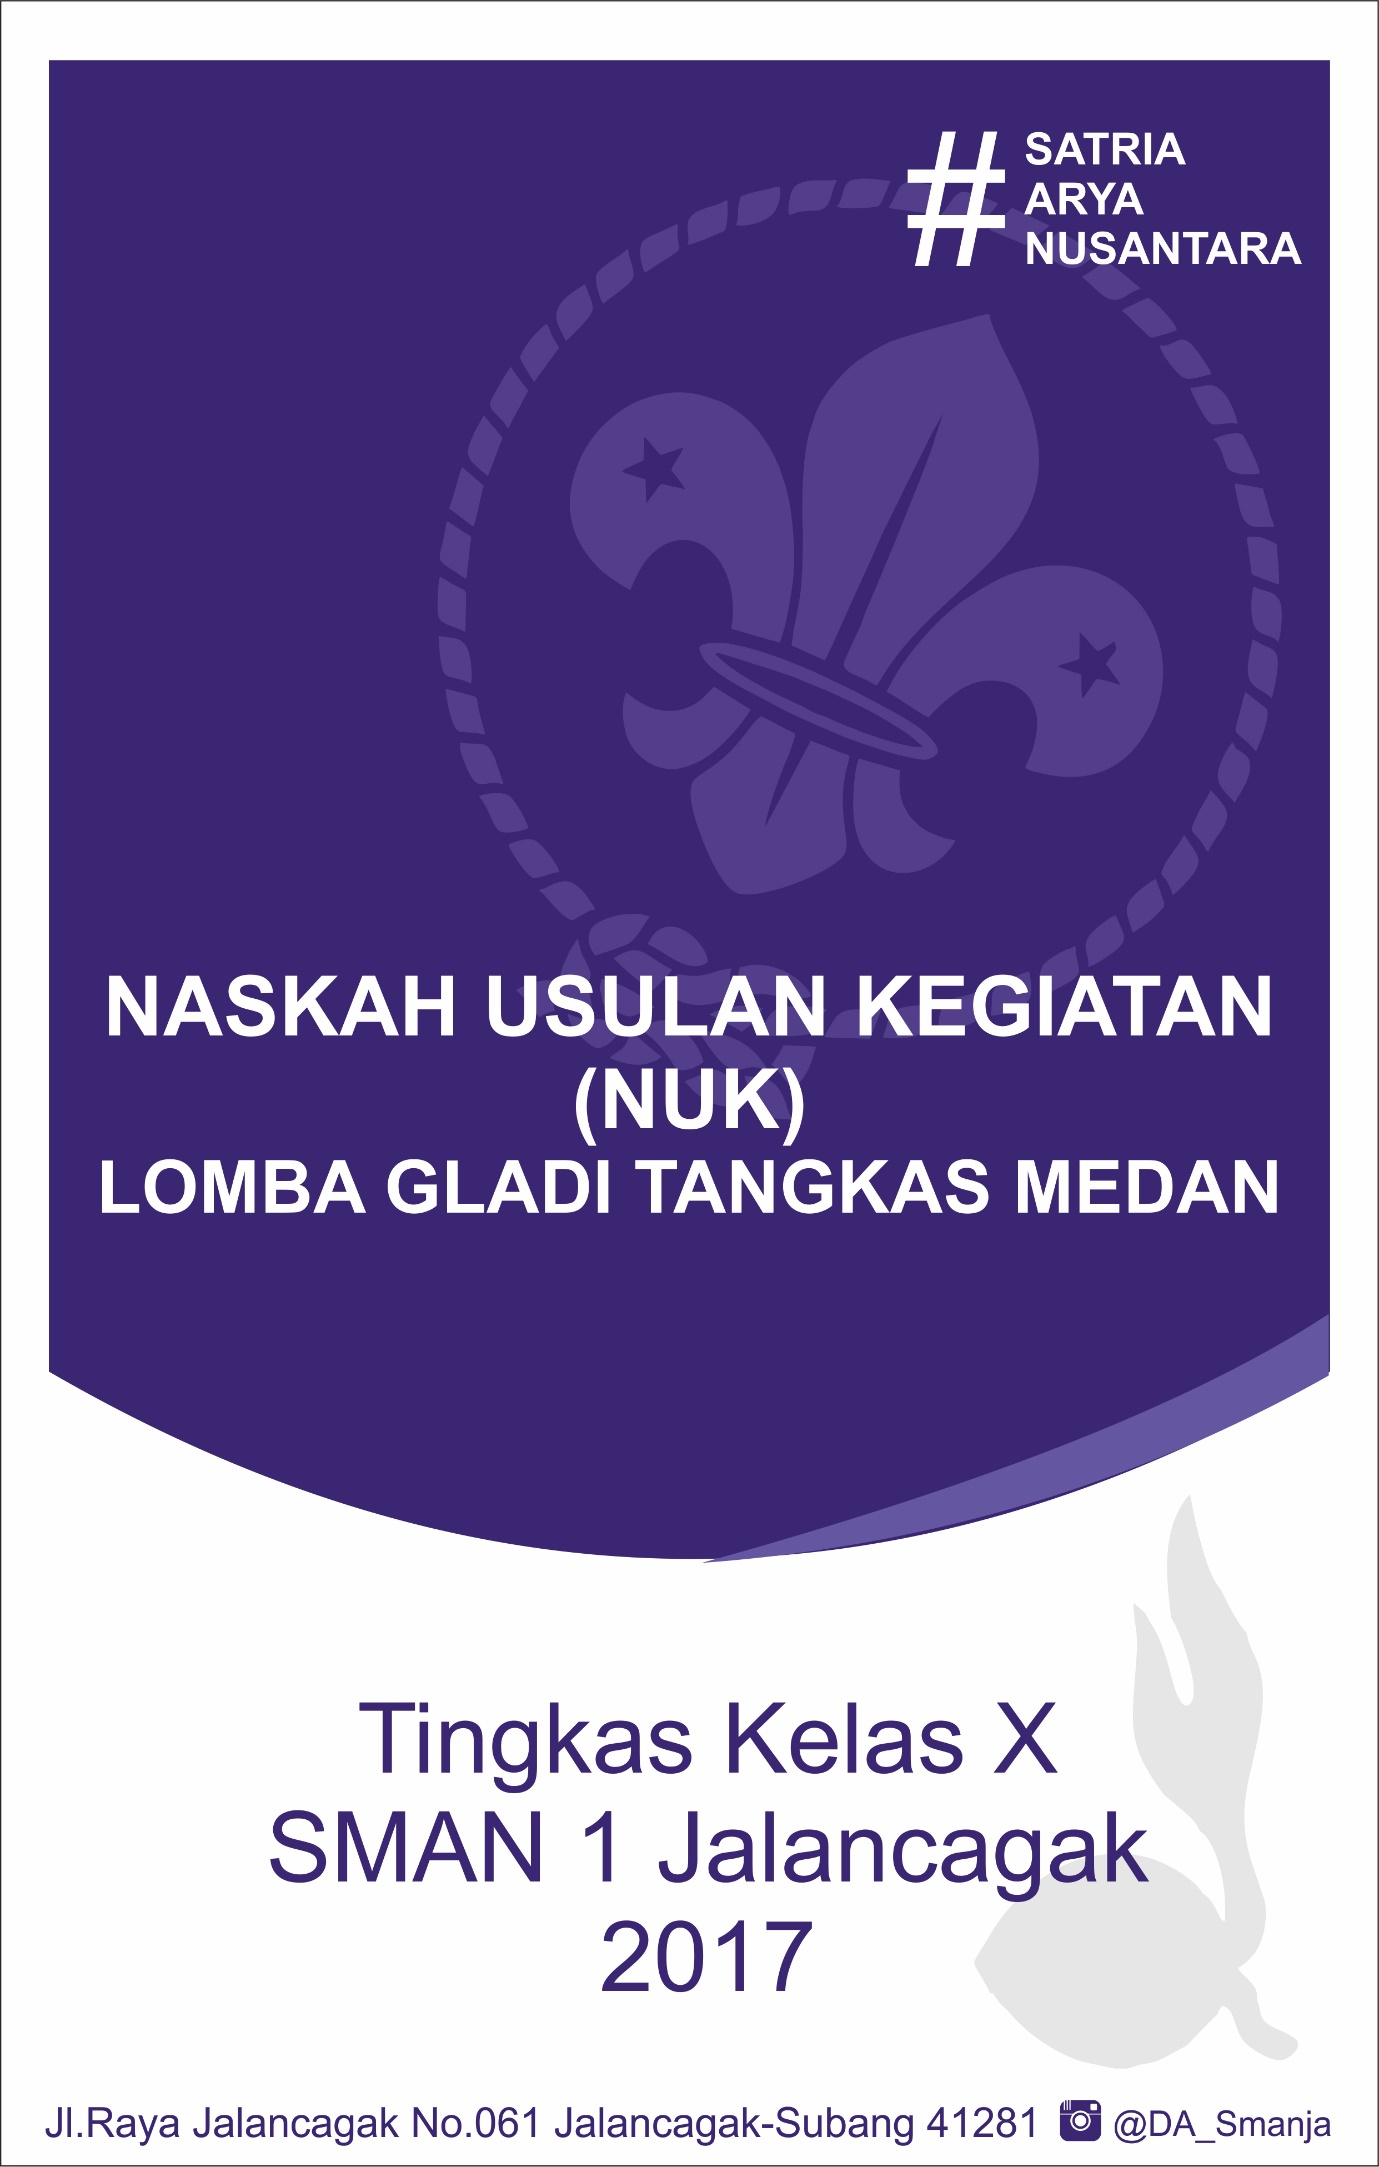 # SATRIA
ARYA
NUSANTARA
NASKAH USULAN KEGIATAN
(NUK)
LOMBA GLADI TANGKAS MEDAN
Tingkas Kelas X
SMAN 1 Jalancagak
2017
Jl.Raya Jalancagak No.061 Jalancagak-Subang 41281 @DA_Smanja